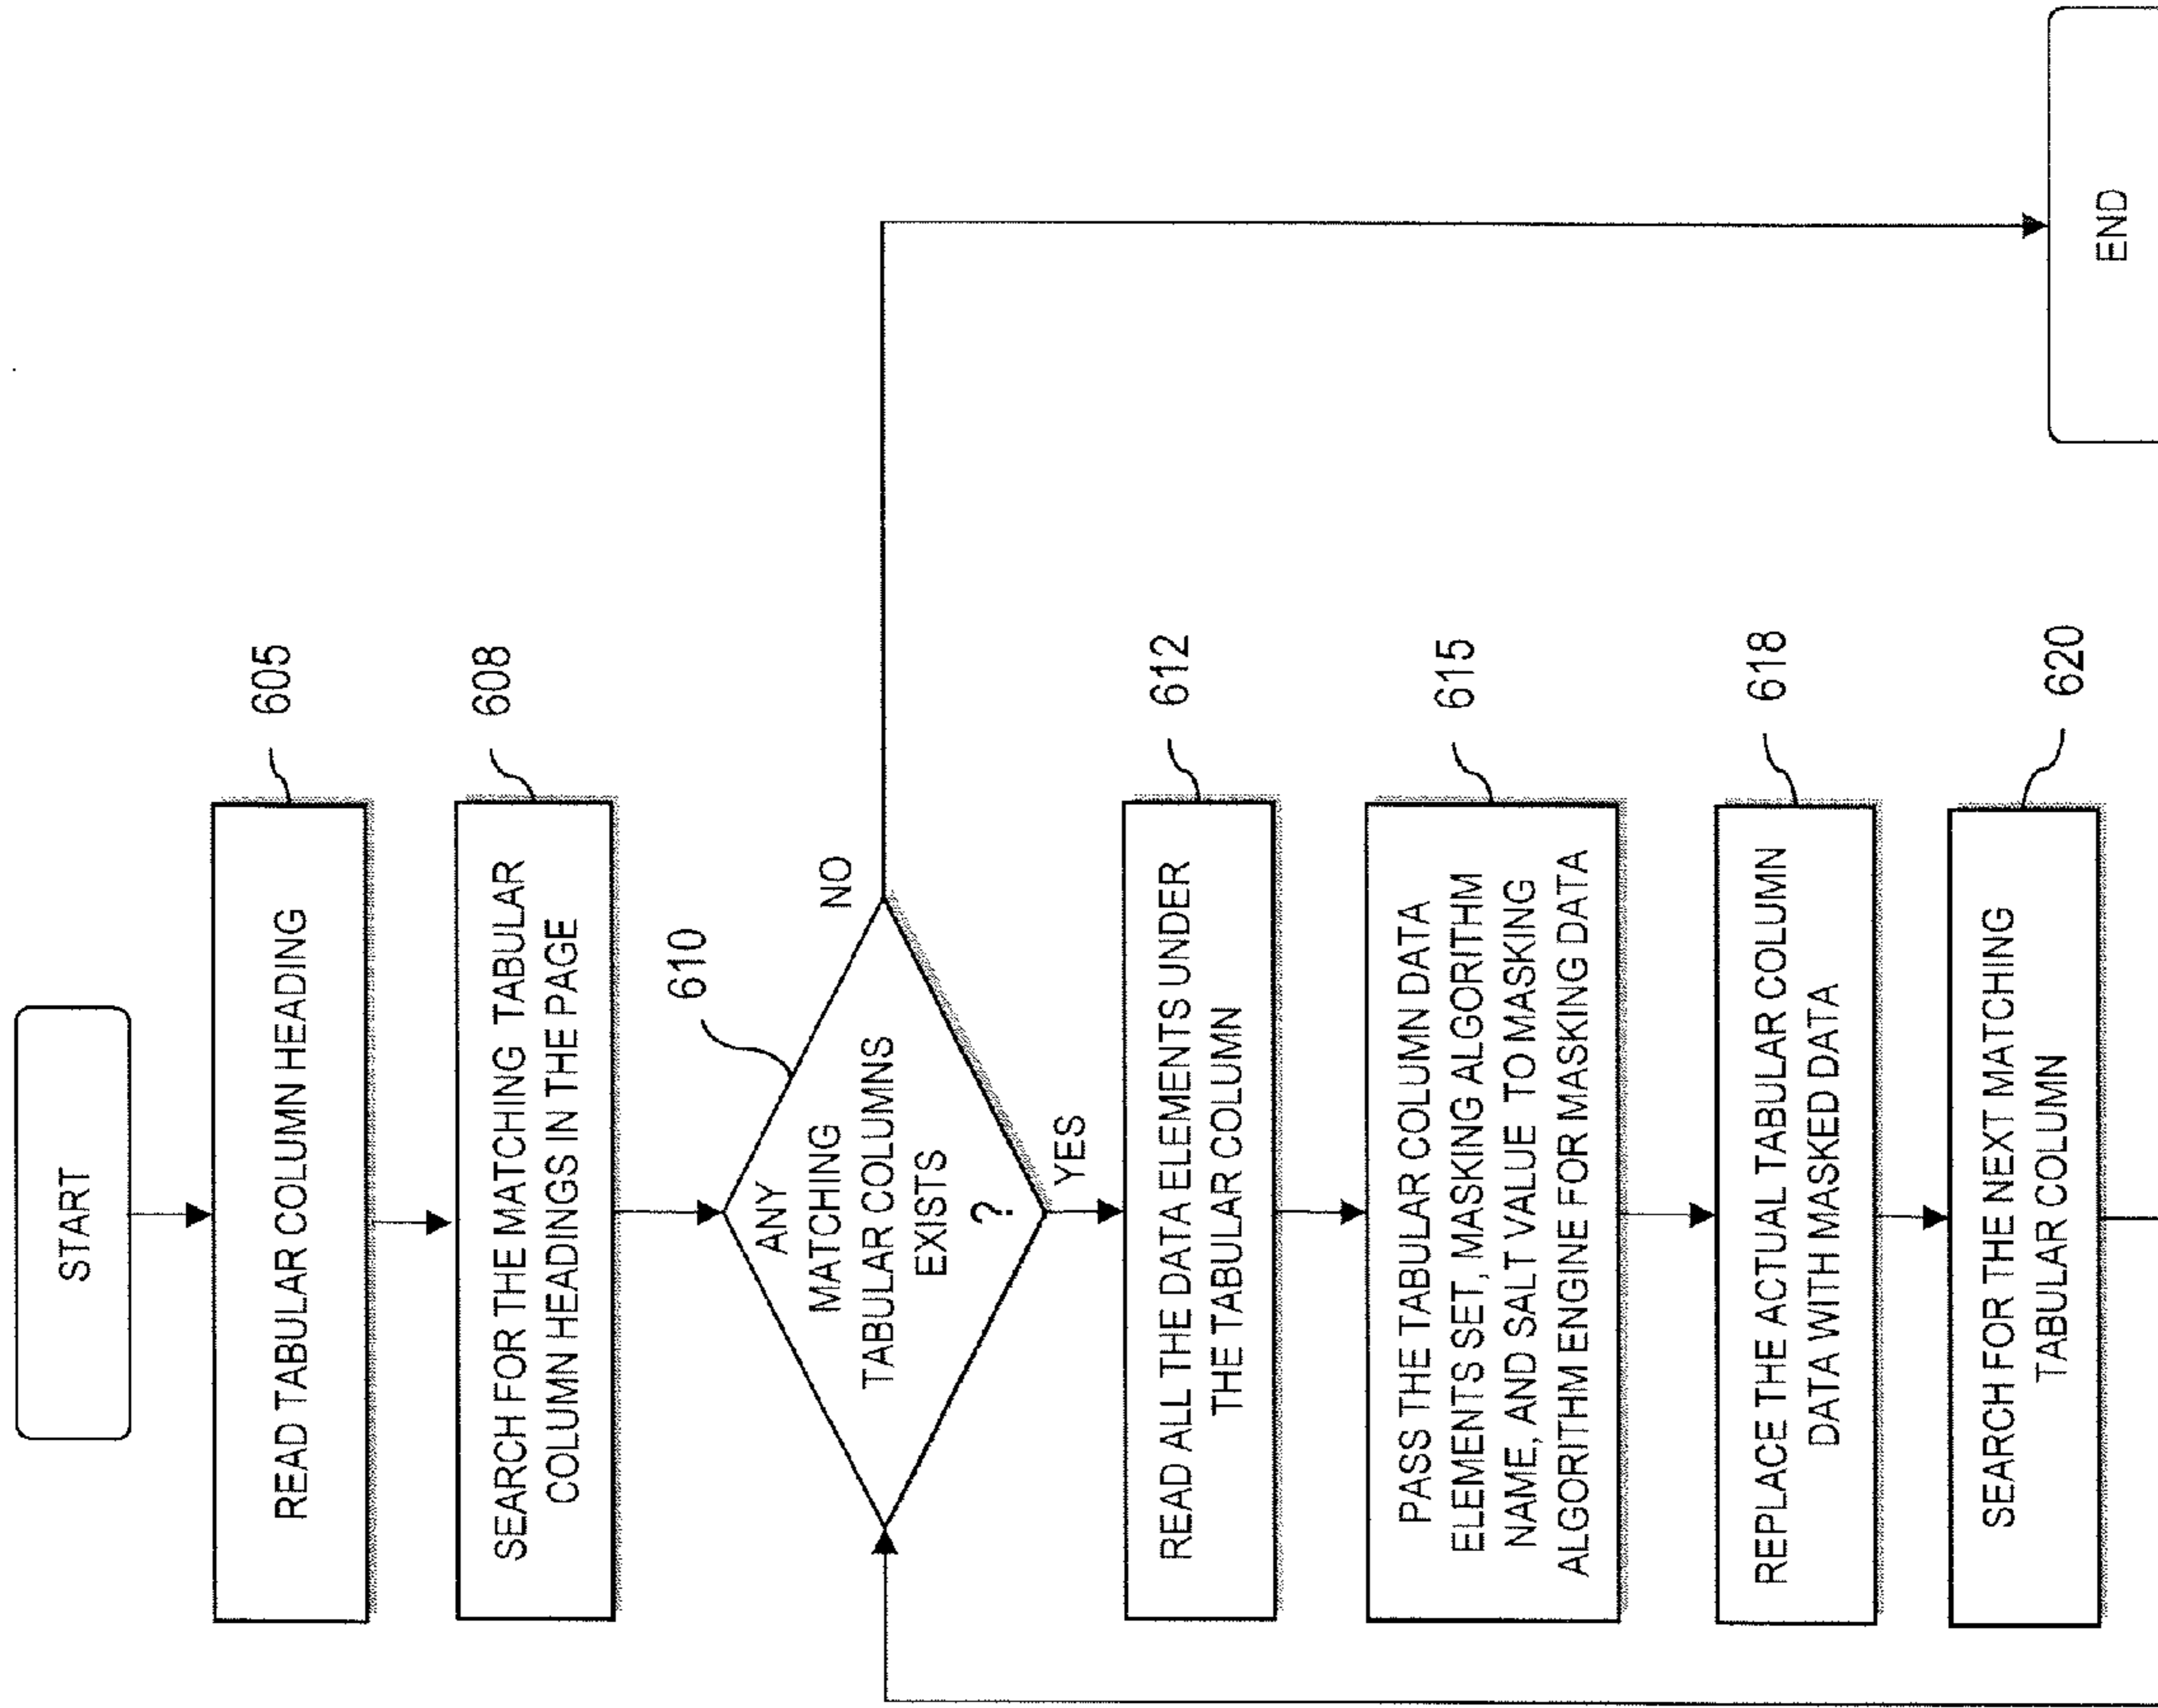 START
READ TABULAR COLUMN HEADING
605
SEARCH FOR THE MATCHING TABULAR
COLUMN HEADINGS IN THE PAGE
608
ANY
MATCHING
TABULAR COLUMNS
EXISTS
?
610
NO
YES
READ ALL THE DATA ELEMENTS UNDER
THE TABULAR COLUMN
612
PASS THE TABULAR COLUMN DATA
ELEMENTS SET, MASKING ALGORITHM
NAME, AND SALT VALUE TO MASKING
ALGORITHM ENGINE FOR MASKING DATA
615
REPLACE THE ACTUAL TABULAR COLUMN
DATA WITH MASKED DATA
618
SEARCH FOR THE NEXT MATCHING
TABULAR COLUMN
620
END